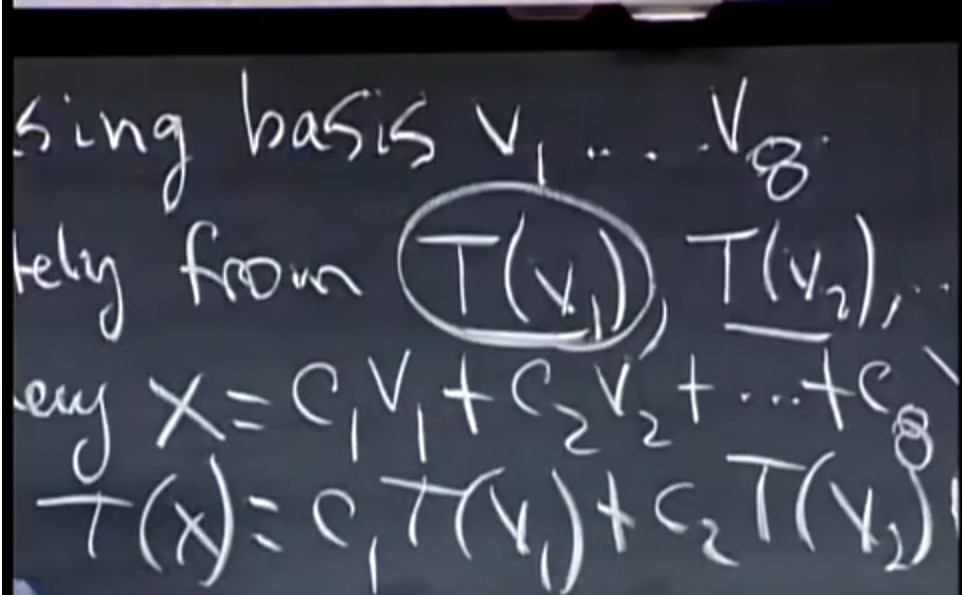 sing basis v₁ ... v₈
tely from T(v₁), T(v₂), ...
ery x = c₁v₁ + c₂v₂ + ... + c₈
T(x) = c₁T(v₁) + c₂T(v₂)